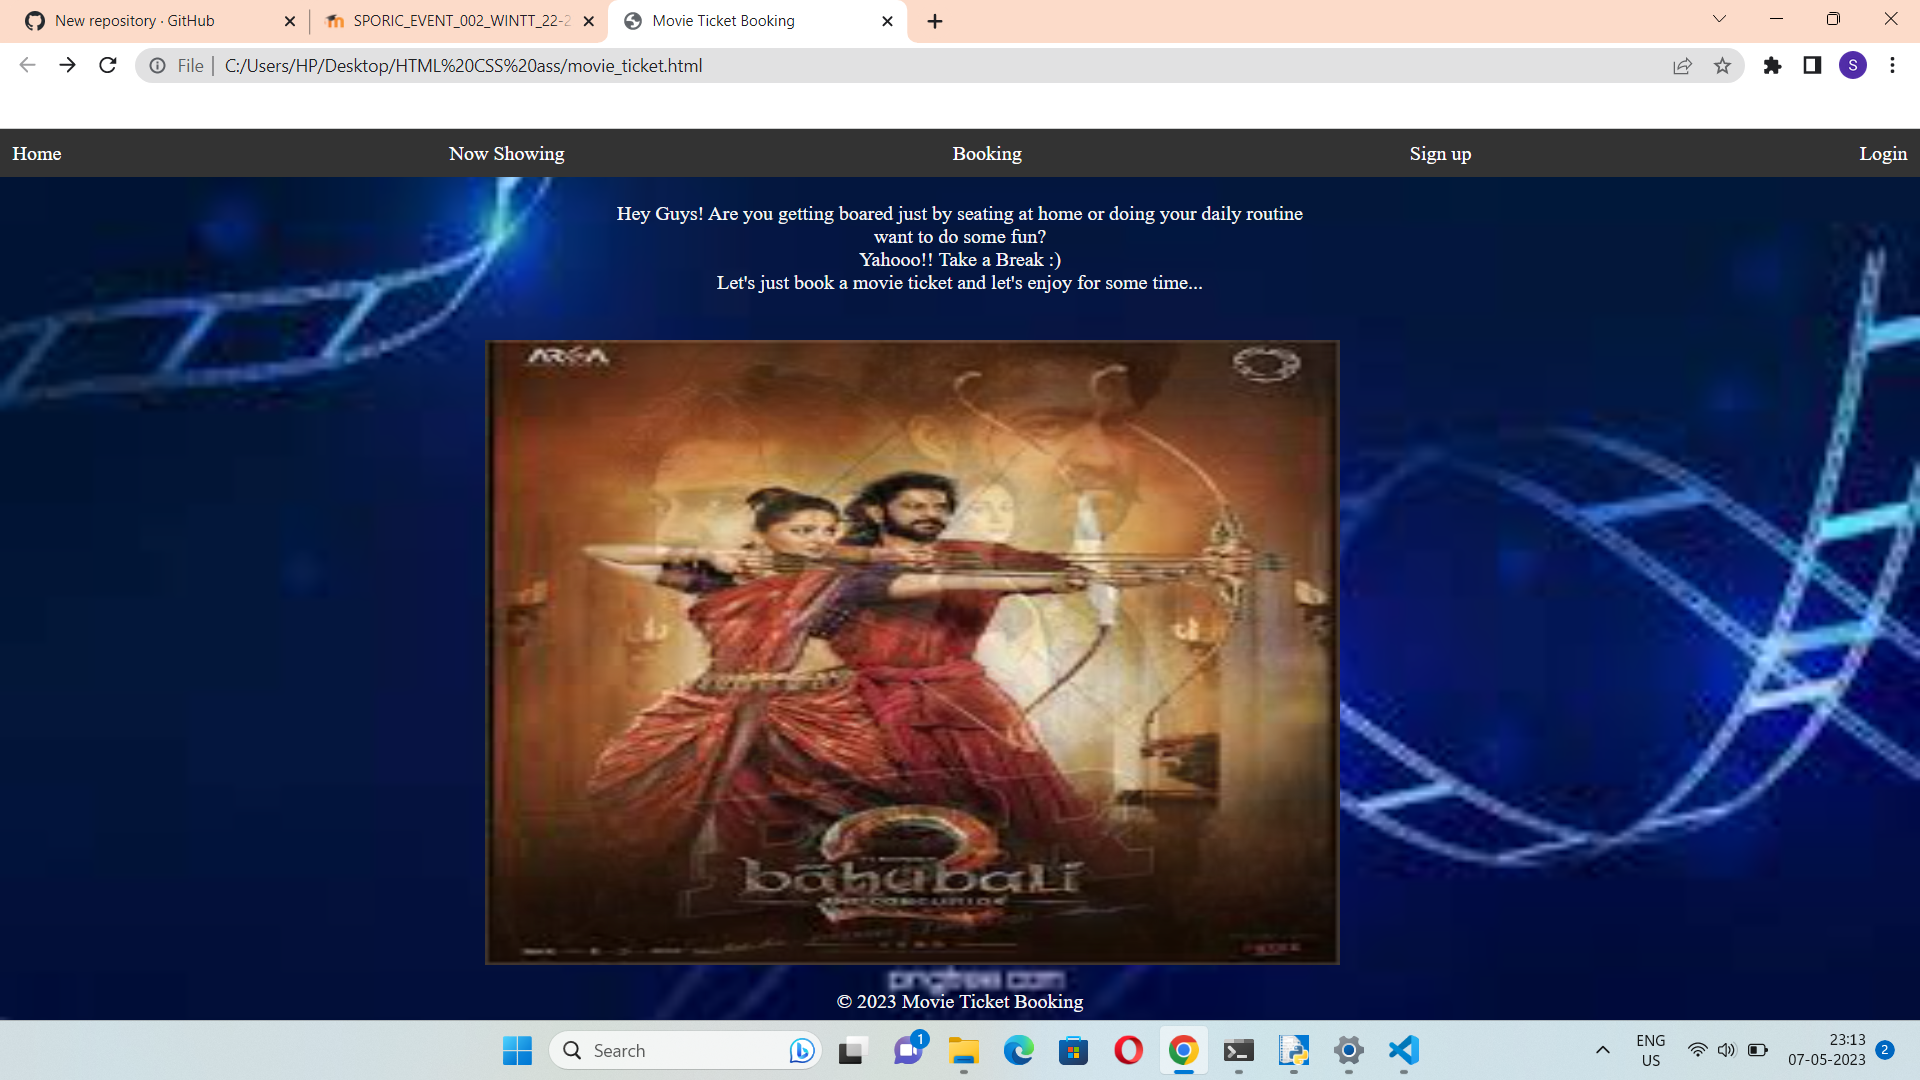 New repository · GitHub
SPORIC_EVENT_002_WINTT_22-2
Movie Ticket Booking
File
C:/Users/HP/Desktop/HTML%20CSS%20ass/movie_ticket.html
S
Home
Now Showing
Booking
Sign up
Login
Hey Guys! Are you getting boared just by seating at home or doing your daily routine
want to do some fun?
Yahooo!! Take a Break :)
Let's just book a movie ticket and let's enjoy for some time...
ARKA
2
bahubali
THE CONCLUSION
pngtree.com
© 2023 Movie Ticket Booking
Search
1
ENG
US
23:13
07-05-2023
2